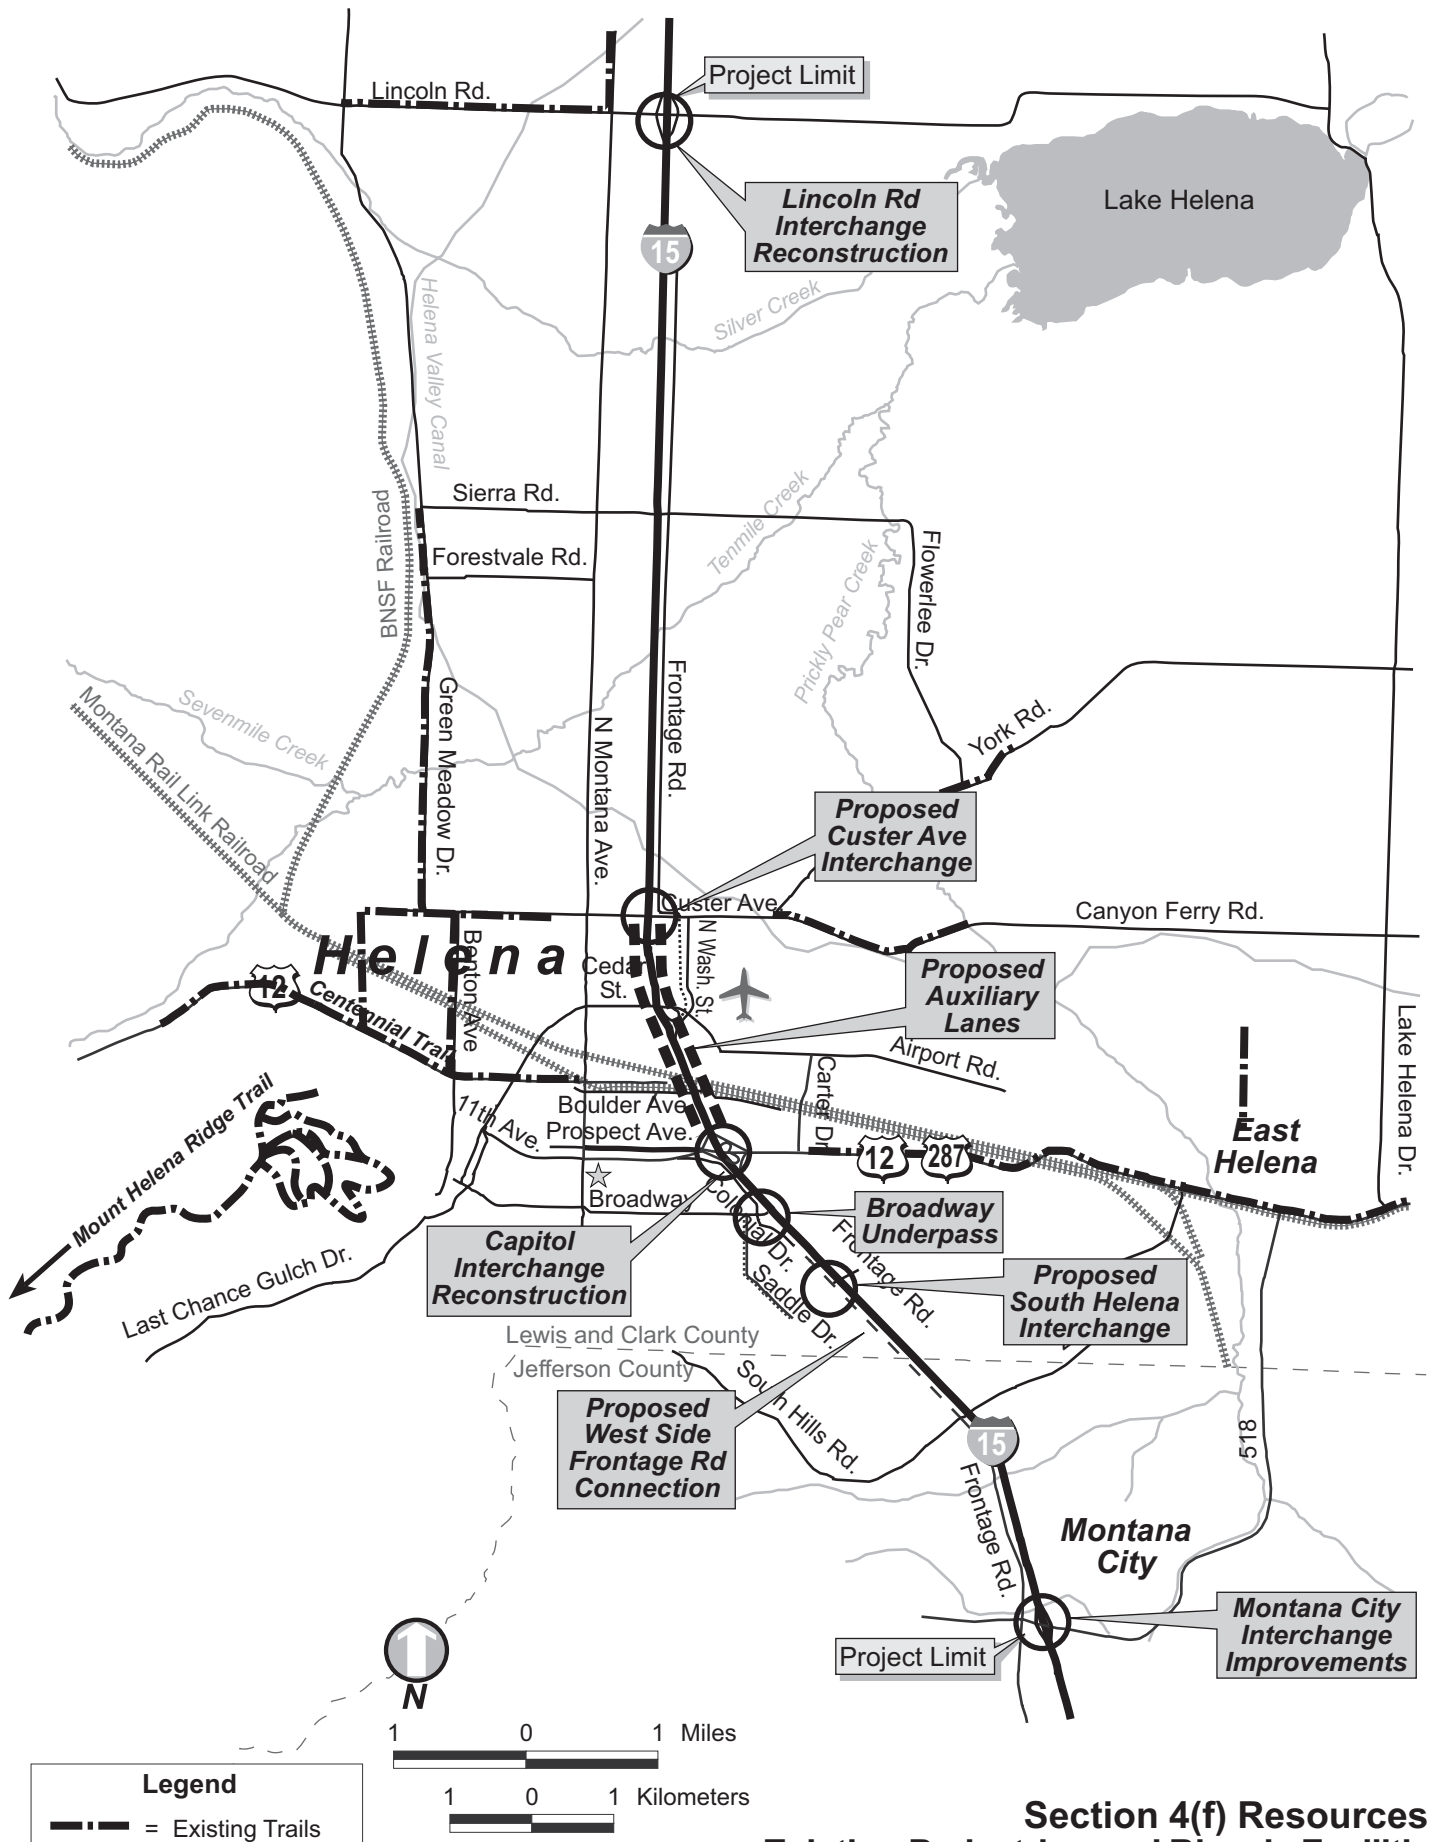 Project Limit
Lincoln Rd.
Lincoln Rd
Interchange
Reconstruction
Lake Helena
15
Silver Creek
Helena Valley Canal
Sierra Rd.
Forestvale Rd.
BNSF Railroad
Tenmile Creek
Prickly Pear Creek
Flowerlee Dr.
Frontage Rd.
Green Meadow Dr.
N Montana Ave.
Sevenmile Creek
Montana Rail Link Railroad
York Rd.
Proposed
Custer Ave
Interchange
Custer Ave.
Canyon Ferry Rd.
Helena
Benton Ave
Cedar
St.
N Wash. St.
12
Centennial Trail
Proposed
Auxiliary
Lanes
Airport Rd.
Lake Helena Dr.
Carter Dr.
Boulder Ave.
11th Ave.
Prospect Ave.
12
287
East
Helena
Mount Helena Ridge Trail
Broadway
Colonial Dr.
Broadway
Underpass
Capitol
Interchange
Reconstruction
Frontage Rd.
Saddle Dr.
Proposed
South Helena
Interchange
Last Chance Gulch Dr.
Lewis and Clark County
Jefferson County
South Hills Rd.
Proposed
West Side
Frontage Rd
Connection
15
518
Frontage Rd.
Montana
City
Montana City
Interchange
Improvements
Project Limit
N
1 0 1 Miles
1 0 1 Kilometers
Legend
= Existing Trails
Section 4(f) Resources